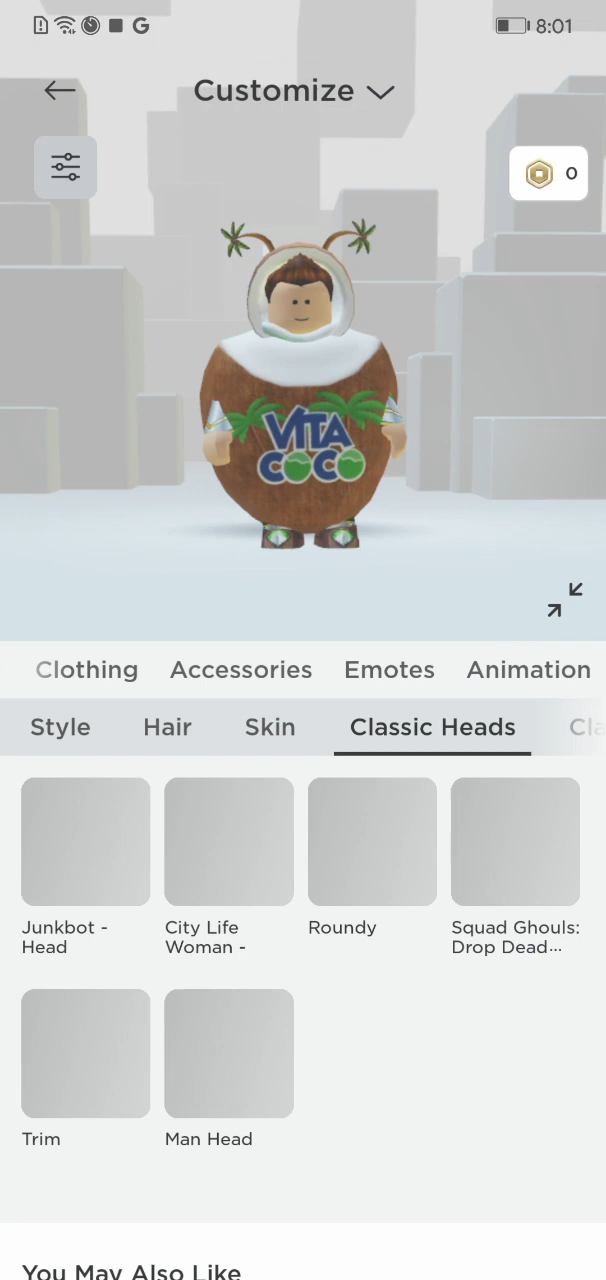 8:01
Customize
0
VITA
COCO
Clothing Accessories Emotes Animation
Style Hair Skin Classic Heads Cla
Junkbot -
Head
City Life
Woman -
Roundy
Squad Ghouls:
Drop Dead...
Trim
Man Head
You May Also Like